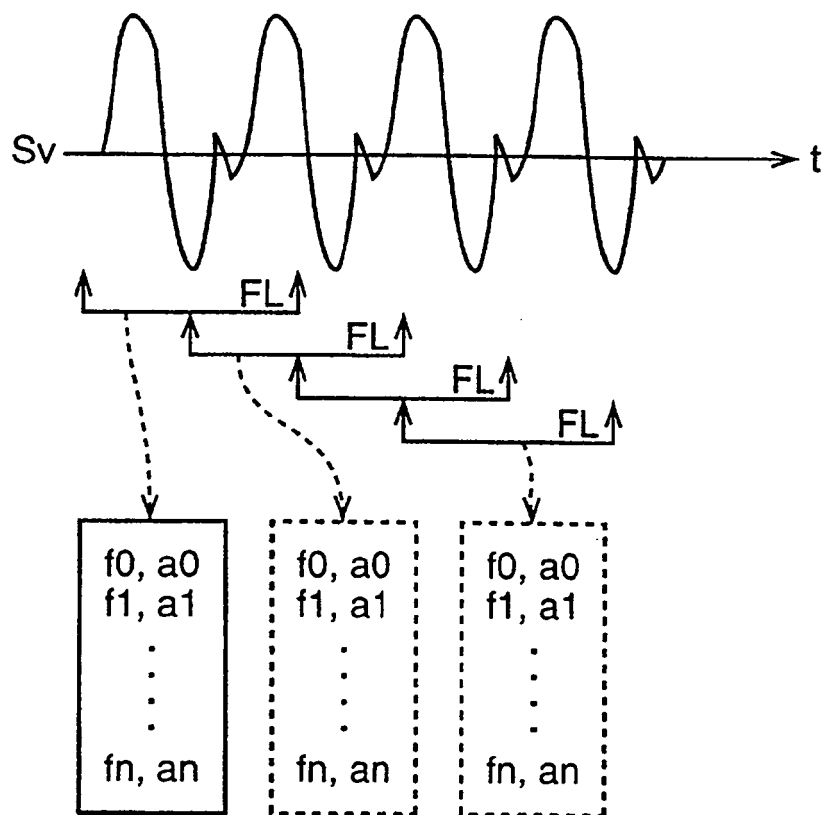 Sv
t
FL
FL
FL
FL
f0, a0
f1, a1
fn, an
f0, a0
f1, a1
fn, an
f0, a0
f1, a1
fn, an